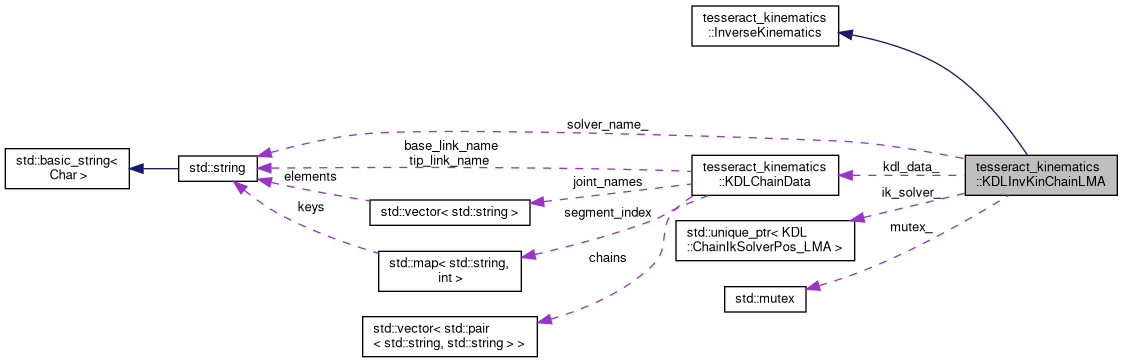 tesseract_kinematics
::InverseKinematics
solver_name_
std::basic_string<
Char >
std::string
base_link_name
tip_link_name
elements
keys
tesseract_kinematics
::KDLChainData
kdl_data_
tesseract_kinematics
::KDLInvKinChainLMA
joint_names
std::vector< std::string >
segment_index
ik_solver_
std::unique_ptr< KDL
::ChainIkSolverPos_LMA >
mutex_
std::map< std::string,
int >
chains
std::mutex
std::vector< std::pair
< std::string, std::string > >